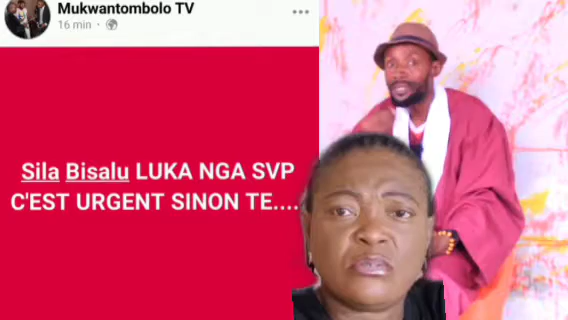 Mukwantombolo TV
16 min
Sila Bisalu LUKA NGA SVP
C'EST URGENT SINON TE....